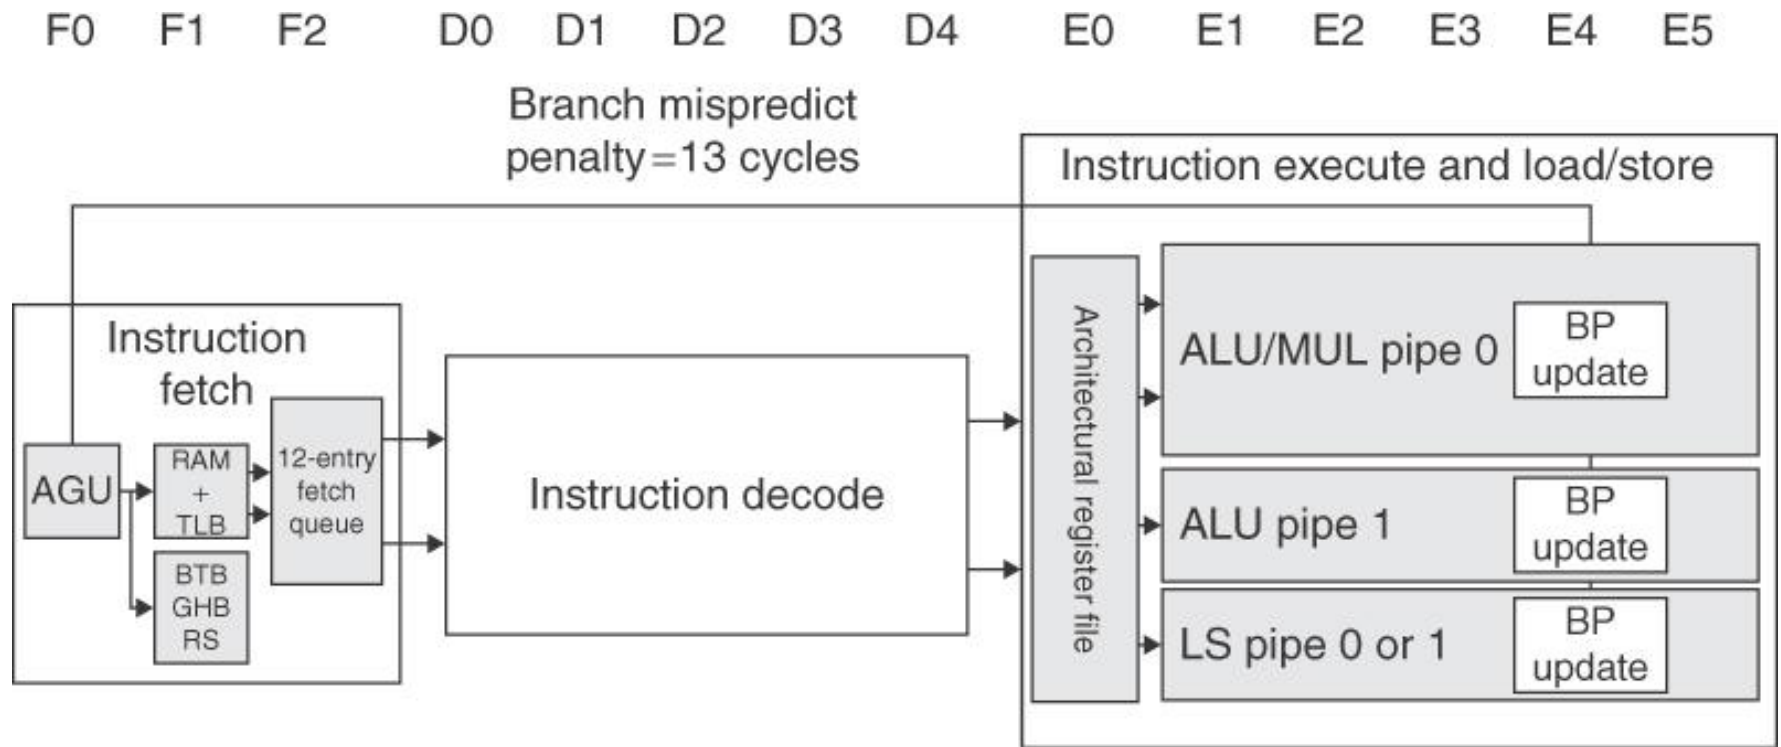 F0 F1 F2 D0 D1 D2 D3 D4 E0 E1 E2 E3 E4 E5
Branch mispredict
penalty=13 cycles
Instruction execute and load/store
Instruction
fetch
AGU
RAM
+
TLB
BTB
GHB
RS
12-entry
fetch
queue
Instruction decode
Architectural register file
ALU/MUL pipe 0
BP
update
ALU pipe 1
BP
update
LS pipe 0 or 1
BP
update